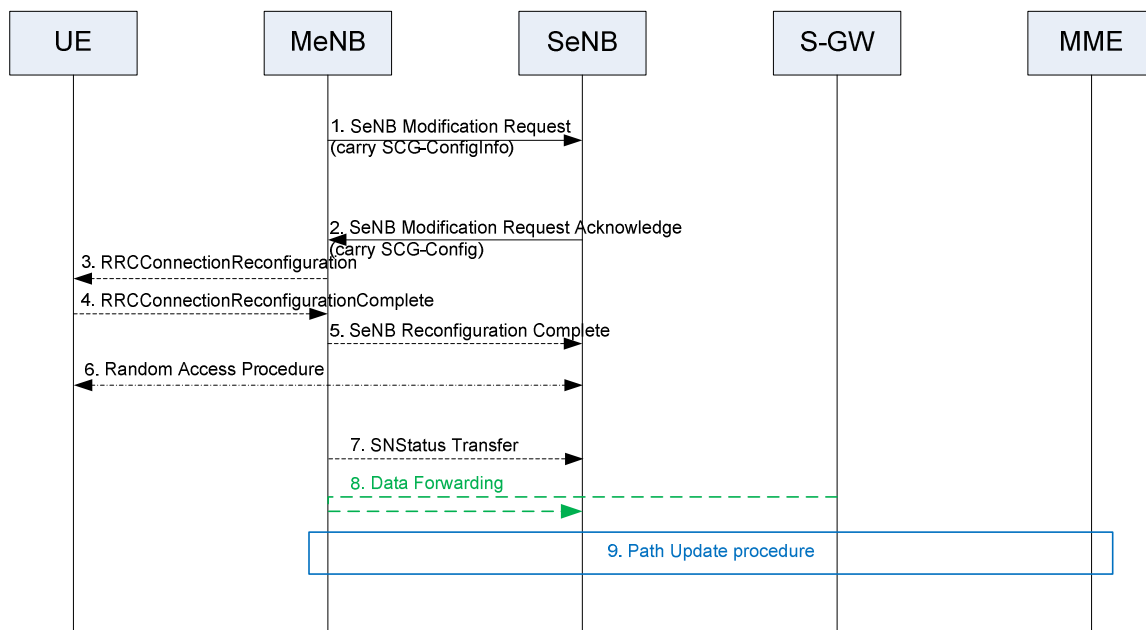 UE
MeNB
SeNB
S-GW
MME
1. SeNB Modification Request
(carry SCG-ConfigInfo)
2. SeNB Modification Request Acknowledge
(carry SCG-Config)
3. RRCConnectionReconfiguration
4. RRCConnectionReconfigurationComplete
5. SeNB Reconfiguration Complete
6. Random Access Procedure
7. SNStatus Transfer
8. Data Forwarding
9. Path Update procedure